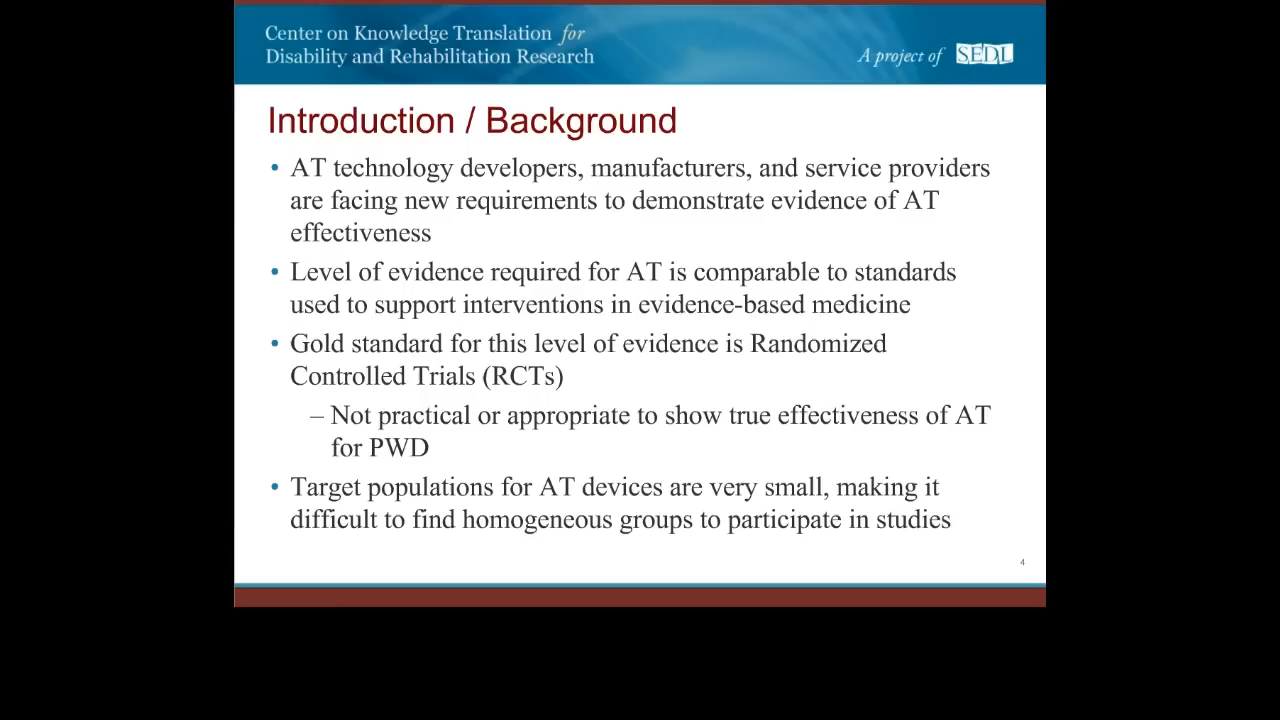 Center on Knowledge Translation for
Disability and Rehabilitation Research
A project of SEDL
Introduction / Background
• AT technology developers, manufacturers, and service providers
are facing new requirements to demonstrate evidence of AT
effectiveness
• Level of evidence required for AT is comparable to standards
used to support interventions in evidence-based medicine
• Gold standard for this level of evidence is Randomized
Controlled Trials (RCTs)
– Not practical or appropriate to show true effectiveness of AT
for PWD
• Target populations for AT devices are very small, making it
difficult to find homogeneous groups to participate in studies
4